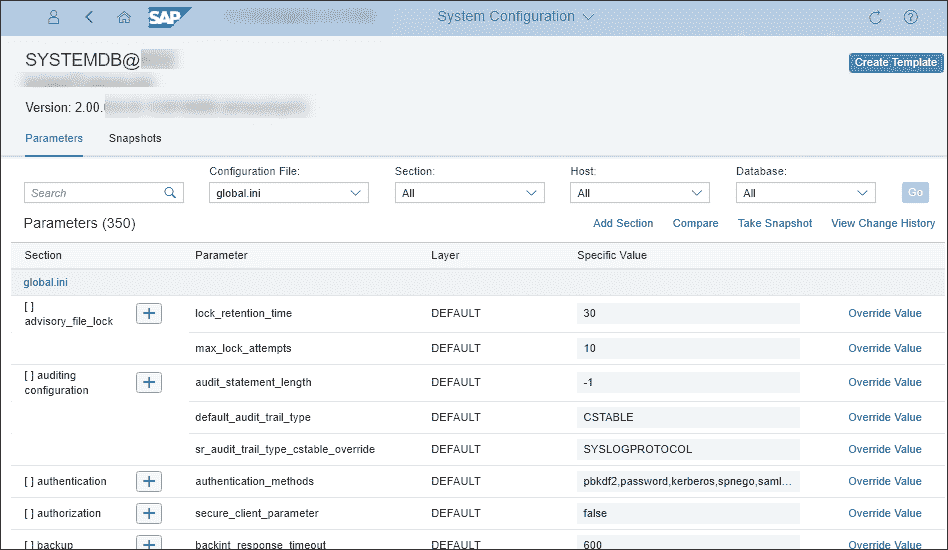 SAP
System Configuration
SYSTEMDB@
Create Template
Version: 2.00.
Parameters Snapshots
Configuration File: Section: Host: Database:
Search global.ini All All All Go
Parameters (350) Add Section Compare Take Snapshot View Change History
Section Parameter Layer Specific Value
global.ini
[ ] advisory_file_lock + lock_retention_time DEFAULT 30 Override Value
max_lock_attempts DEFAULT 10 Override Value
[ ] auditing
configuration + audit_statement_length DEFAULT -1 Override Value
default_audit_trail_type DEFAULT CSTABLE Override Value
sr_audit_trail_type_cstable_override DEFAULT SYSLOGPROTOCOL Override Value
[ ] authentication + authentication_methods DEFAULT pbkdf2,password,kerberos,spnego,saml... Override Value
[ ] authorization + secure_client_parameter DEFAULT false Override Value
[ ] backup + backint_response_timeout DEFAULT 600 Override Value